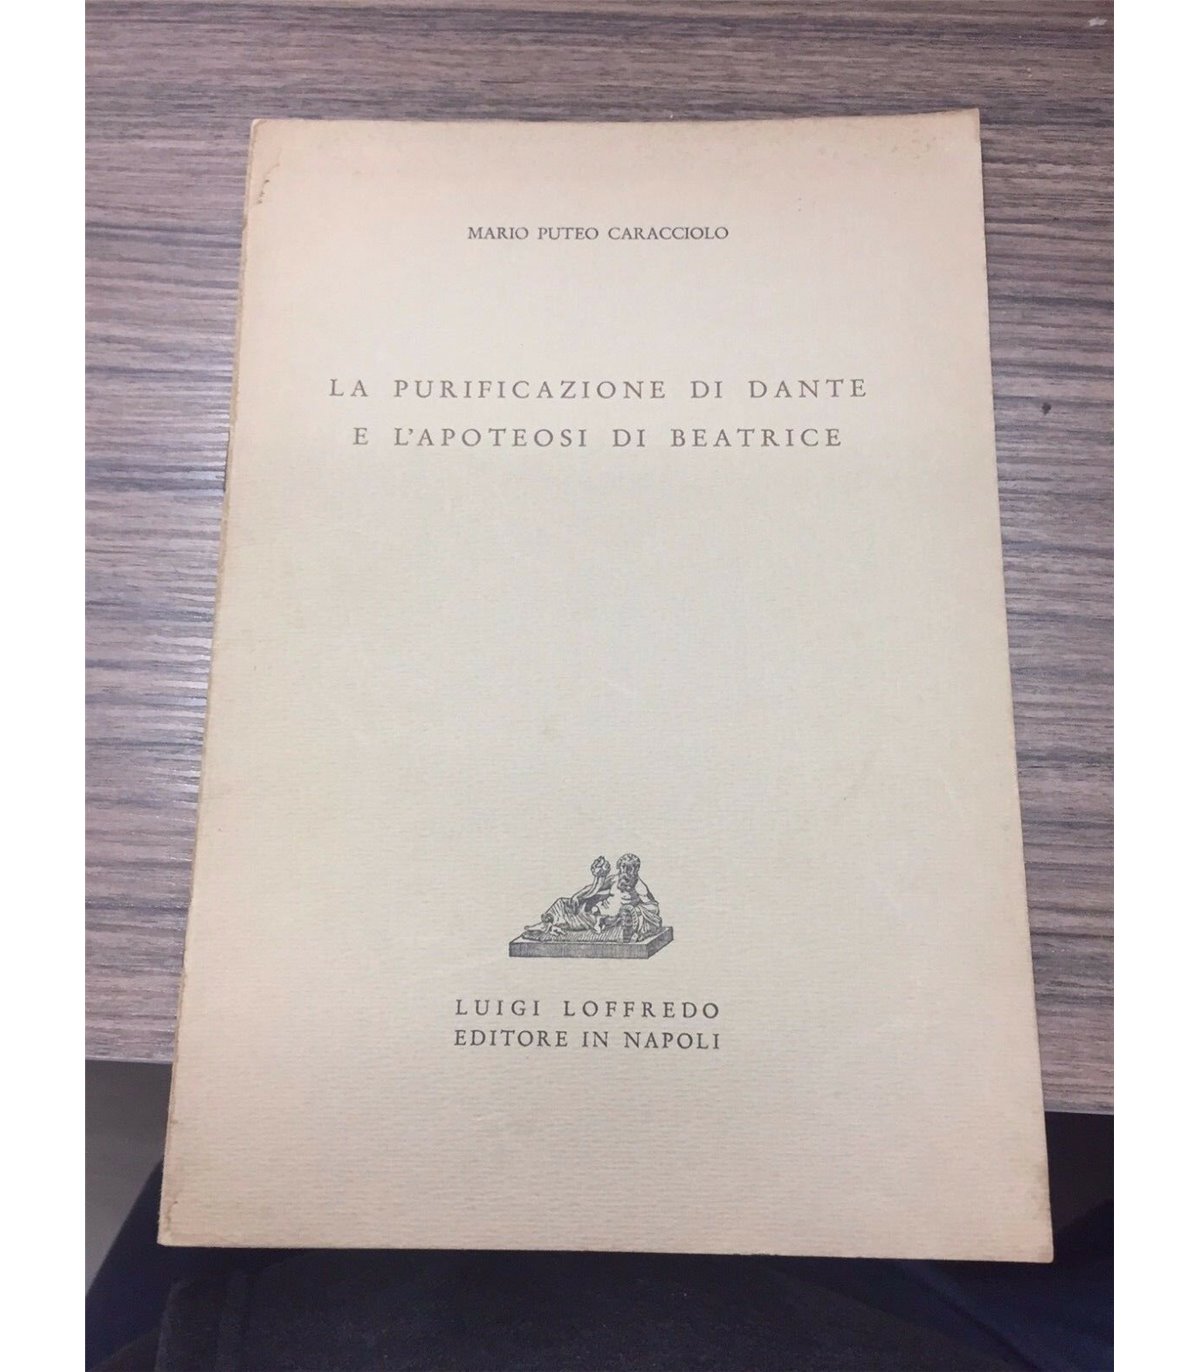 MARIO PUTEO CARACCIOLO
LA PURIFICAZIONE DI DANTE
E L'APOTEOSI DI BEATRICE
LUIGI LOFFREDO
EDITORE IN NAPOLI